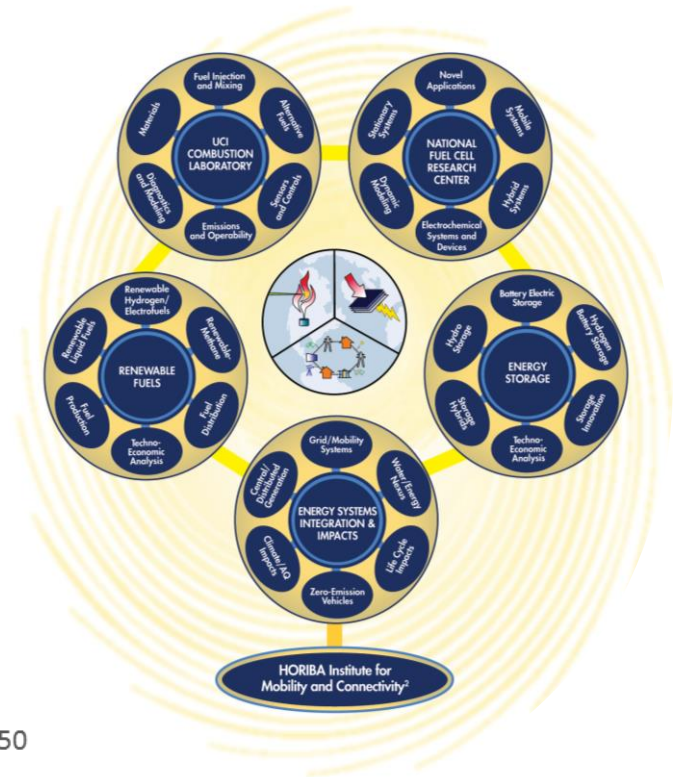 Fuel Injection
and Mixing
Materials
Alternative
Fuels
UCI
COMBUSTION
LABORATORY
Diagnostics
and Modeling
Sensors
and Controls
Emissions
and Operability
Novel
Applications
Stationary
Systems
Mobile
Systems
NATIONAL
FUEL CELL
RESEARCH
CENTER
Dynamic
Modeling
Hybrid
Systems
Electrochemical
Systems and
Devices
Renewable
Hydrogen/
Electrofuels
Renewable
Liquid Fuels
Renewable-
Methane
RENEWABLE
FUELS
Fuel
Production
Fuel
Distribution
Techno-
Economic
Analysis
Battery Electric
Storage
Hydro
Storage
Hydrogen
Battery Storage
ENERGY
STORAGE
Storage
Hybrids
Storage
Innovation
Techno-
Economic
Analysis
Grid/Mobility
Systems
Central/
Distributed
Generation
Water/Energy
Nexus
ENERGY SYSTEMS
INTEGRATION &
IMPACTS
Climate/AQ
Impacts
Life Cycle
Impacts
Zero-Emission
Vehicles
HORIBA Institute for
Mobility and Connectivity²
50